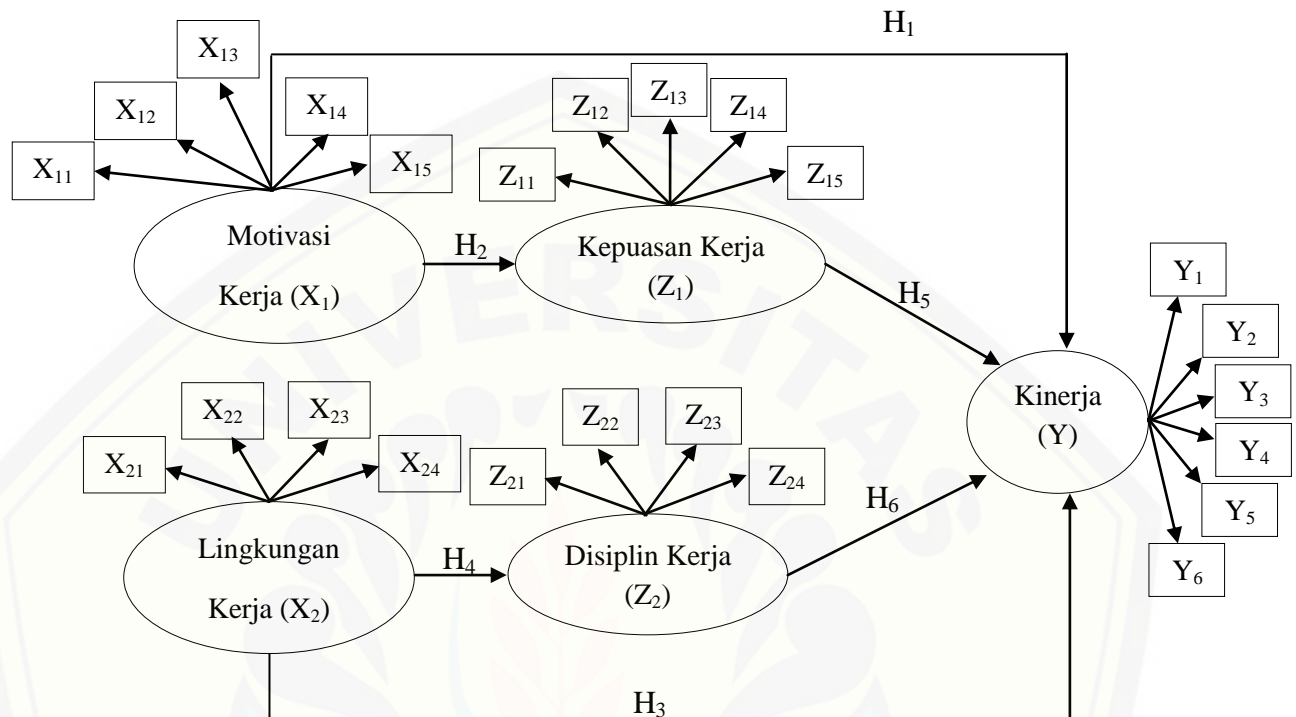 H₁
X₁₃
X₁₂
X₁₄
X₁₁
X₁₅
Z₁₃
Z₁₂
Z₁₄
Z₁₁
Z₁₅
Motivasi
Kerja (X₁)
H₂
Kepuasan Kerja
(Z₁)
H₅
Y₁
Y₂
Y₃
Y₄
Y₅
Y₆
Kinerja
(Y)
X₂₂
X₂₃
X₂₁
X₂₄
Z₂₂
Z₂₃
Z₂₁
Z₂₄
H₆
Lingkungan
Kerja (X₂)
H₄
Disiplin Kerja
(Z₂)
H₃
UNIVERSITAS